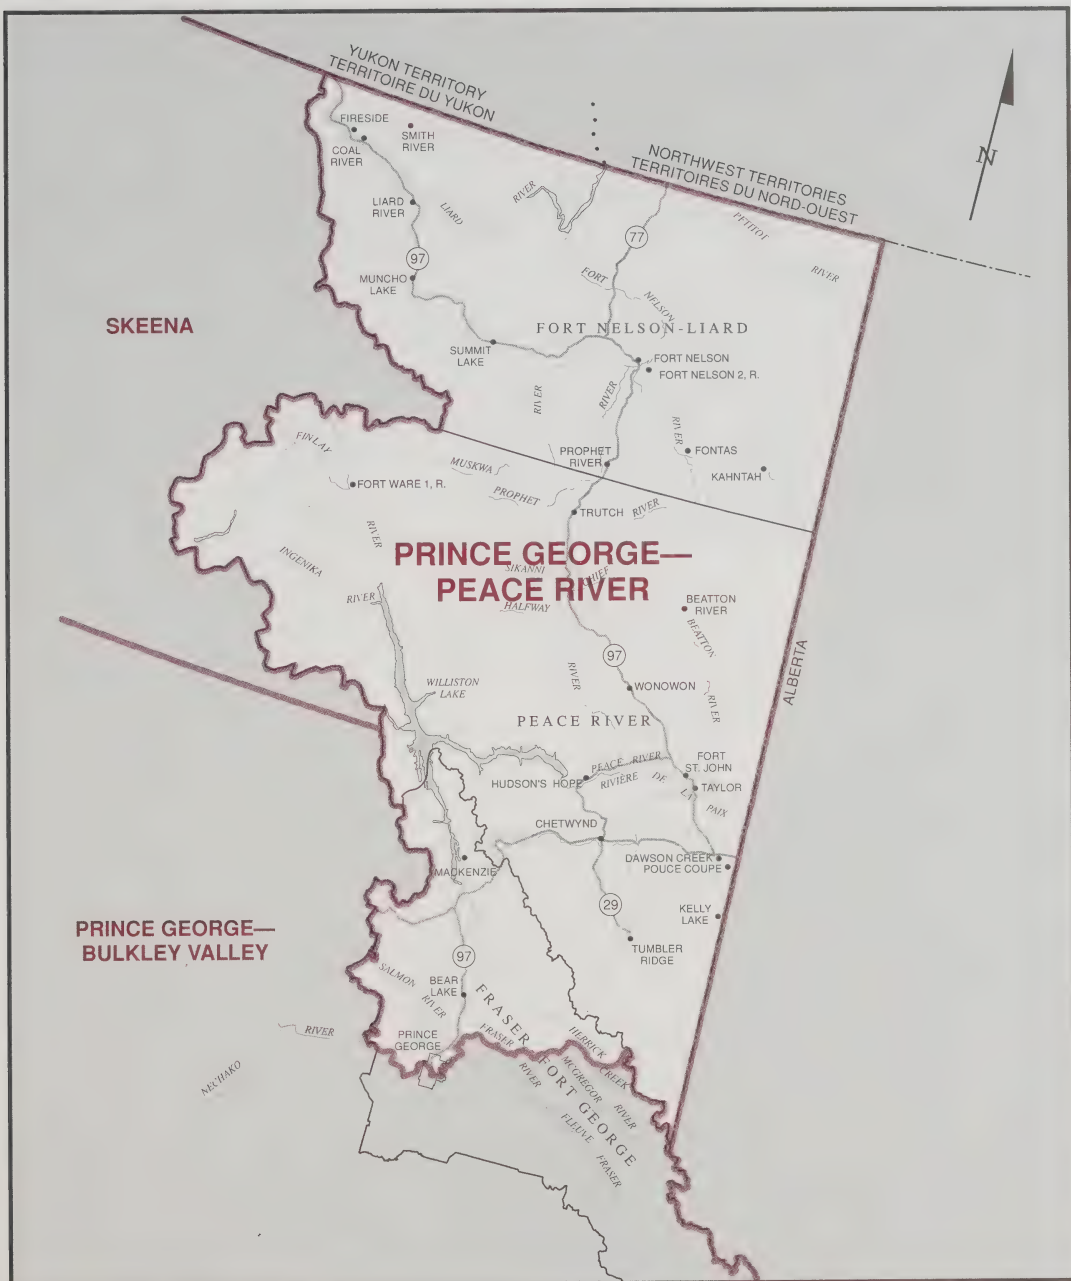 YUKON TERRITORY
TERRITOIRE DU YUKON
NORTHWEST TERRITORIES
TERRITOIRES DU NORD-OUEST
N
FIRESIDE
SMITH
RIVER
COAL
RIVER
LIARD
RIVER
LIARD
RIVER
77
PETITOT
RIVER
97
MUNCHO
LAKE
FORT
NELSON
SKEENA
FORT NELSON-LIARD
SUMMIT
LAKE
FORT NELSON
FORT NELSON 2, R.
RIVER
RIVER
RIVER
FINLAY
MUSKWA
PROPHET
RIVER
FONTAS
KAHNTAH
FORT WARE 1, R.
PROPHET
TRUTCH
RIVER
RIVER
INGENIKA
RIVER
PRINCE GEORGE—
PEACE RIVER
SIKANNI
CHIEF
HALFWAY
BEATTON
RIVER
BEATTON
ALBERTA
97
RIVER
WONOWON
RIVER
WILLISTON
LAKE
PEACE RIVER
PEACE RIVER
RIVIÈRE DE LA PAIX
FORT
ST. JOHN
HUDSON'S HOPE
TAYLOR
CHETWYND
DAWSON CREEK
POUCE COUPE
MACKENZIE
29
KELLY
LAKE
TUMBLER
RIDGE
PRINCE GEORGE—
BULKLEY VALLEY
97
SALMON
RIVER
BEAR
LAKE
FRASER
FORT GEORGE
PRINCE
GEORGE
FRASER
RIVER
HERRICK
CREEK
MCGREGOR
RIVER
FLEUVE
FRASER
RIVER
NECHAKO